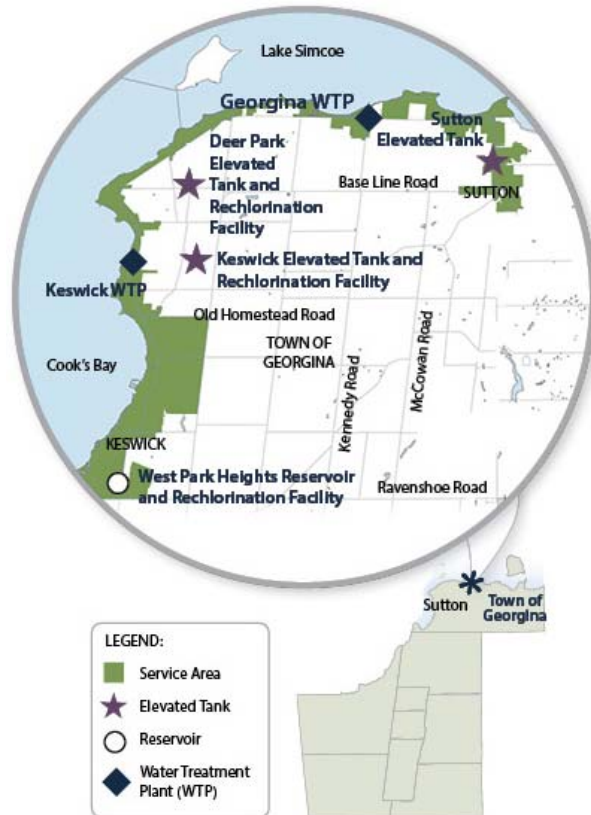 Lake Simcoe
Georgina WTP
Sutton
Elevated Tank
Deer Park
Elevated
Tank and
Rechlorination
Facility
Base Line Road
SUTTON
Keswick Elevated Tank and
Rechlorination Facility
Keswick WTP
Old Homestead Road
TOWN OF
GEORGINA
Cook's Bay
Kennedy Road
McCowan Road
KESWICK
West Park Heights Reservoir
and Rechlorination Facility
Ravenshoe Road
Sutton
Town of
Georgina
LEGEND:
Service Area
Elevated Tank
Reservoir
Water Treatment
Plant (WTP)